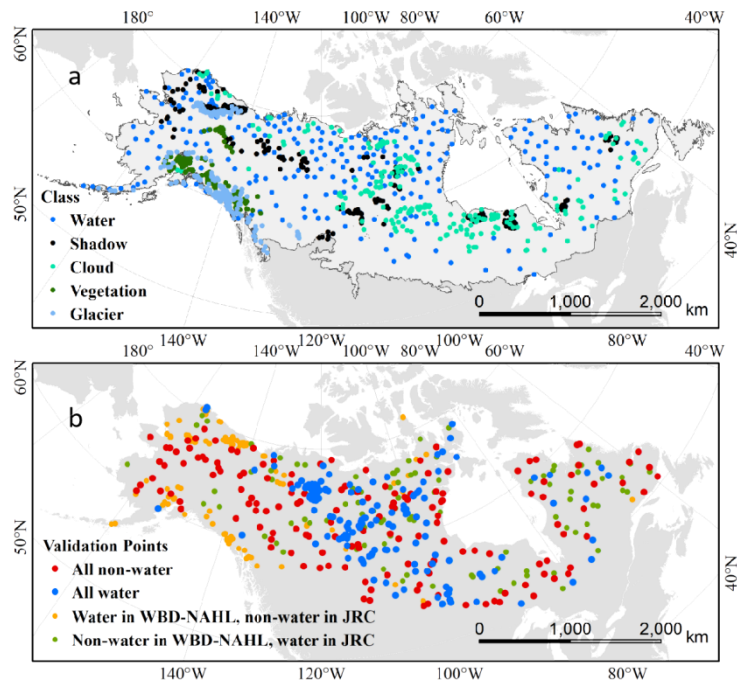 180° 140°W 100°W 80°W 60°W 40°W
60°N
a
50°N
40°N
Class
Water
Shadow
Cloud
Vegetation
Glacier
0 1,000 2,000
km
140°W 120°W 100°W 80°W
180° 140°W 100°W 80°W 60°W 40°W
60°N
b
50°N
40°N
Validation Points
All non-water
All water
Water in WBD-NAHL, non-water in JRC
Non-water in WBD-NAHL, water in JRC
0 1,000 2,000
km
140°W 120°W 100°W 80°W